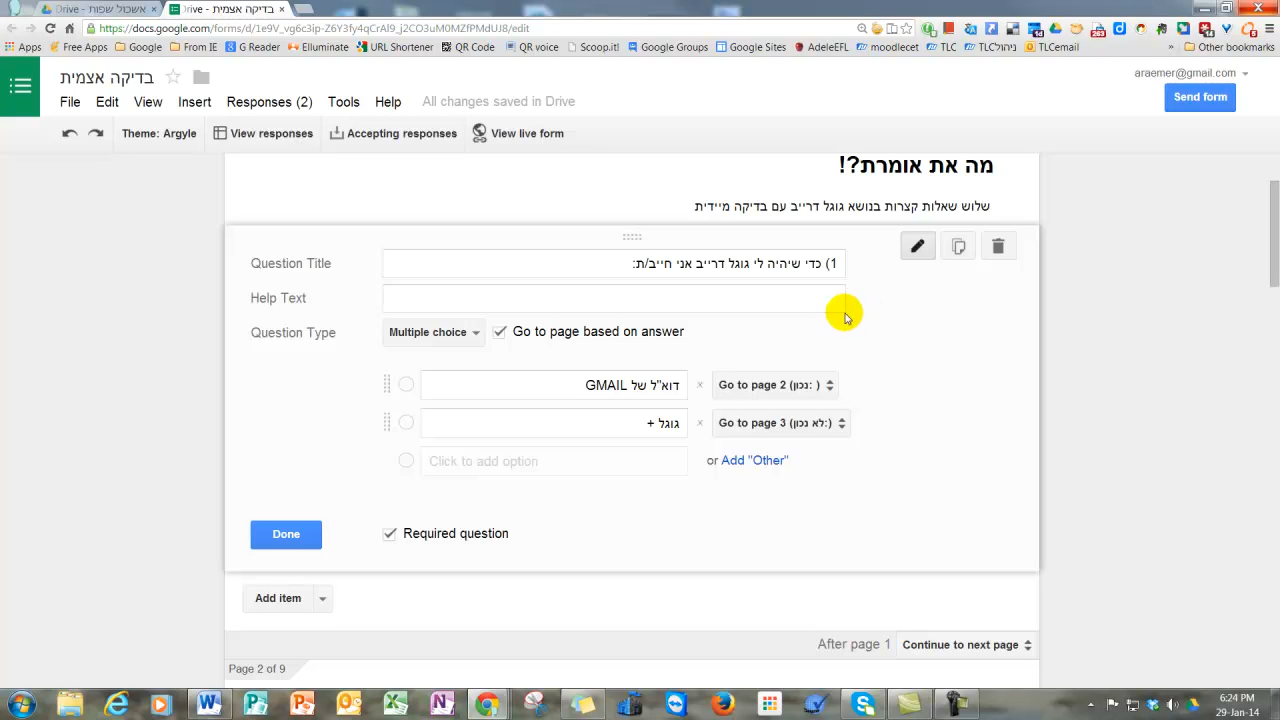 אשכול שפות - Drive
בדיקה אצמית - Drive
https://docs.google.com/forms/d/1e9V_vg6c3ip-Z6Y3fy4qCrAl9_j2CO3uM0MZfPMdUJ8/edit
Apps Free Apps Google From IE G Reader Elluminate URL Shortener QR Code QR voice Scoop.it! Google Groups Google Sites AdeleEFL moodlecet TLC ניהולTLC TLCemail » Other bookmarks
בדיקה אצמית
araemer@gmail.com
File Edit View Insert Responses (2) Tools Help All changes saved in Drive
Send form
Theme: Argyle View responses Accepting responses View live form
מה את אומרת?!
שלוש שאלות קצרות בנושא גוגל דרייב עם בדיקה מיידית
Question Title
1) כדי שיהיה לי גוגל דרייב אני חייב/ת:
Help Text
Question Type Multiple choice Go to page based on answer
דוא"ל של GMAIL
Go to page 2 (נכון: )
גוגל +
Go to page 3 (לא נכון:)
Click to add option or Add "Other"
Done Required question
Add item
After page 1 Continue to next page
Page 2 of 9
6:24 PM
29-Jan-14